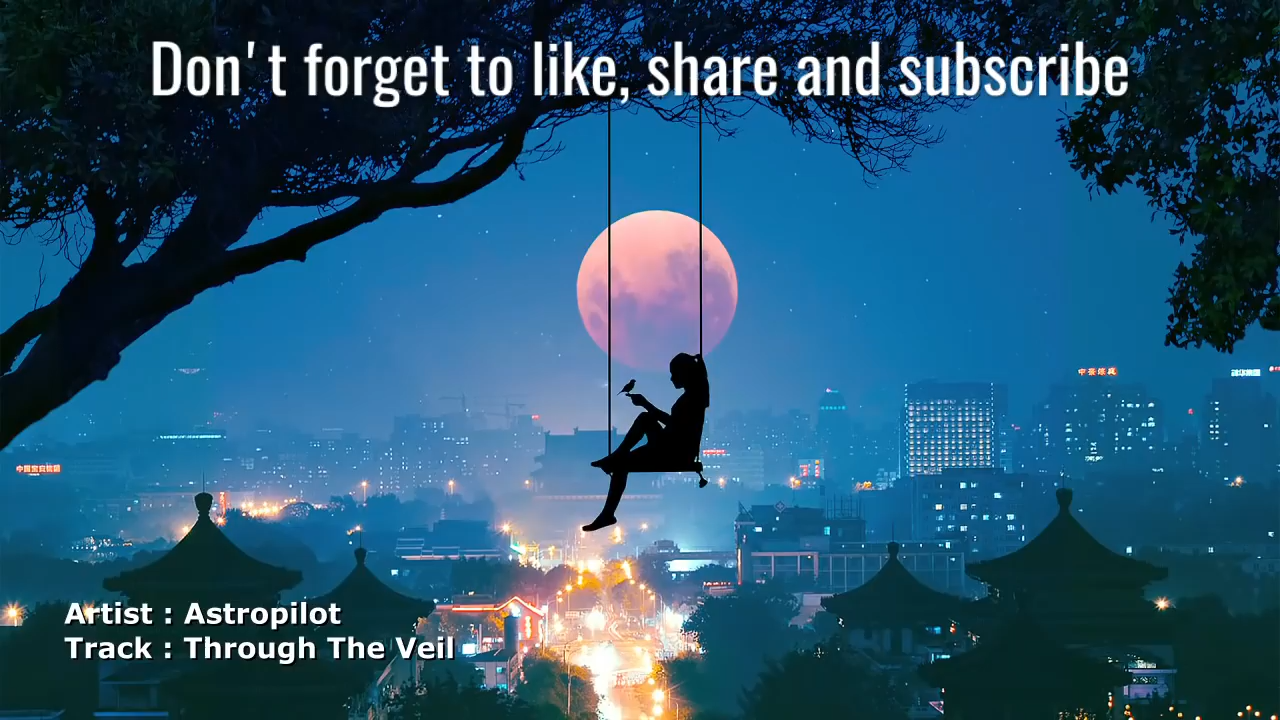 Don't forget to like, share and subscribe
Artist : Astropilot
Track : Through The Veil